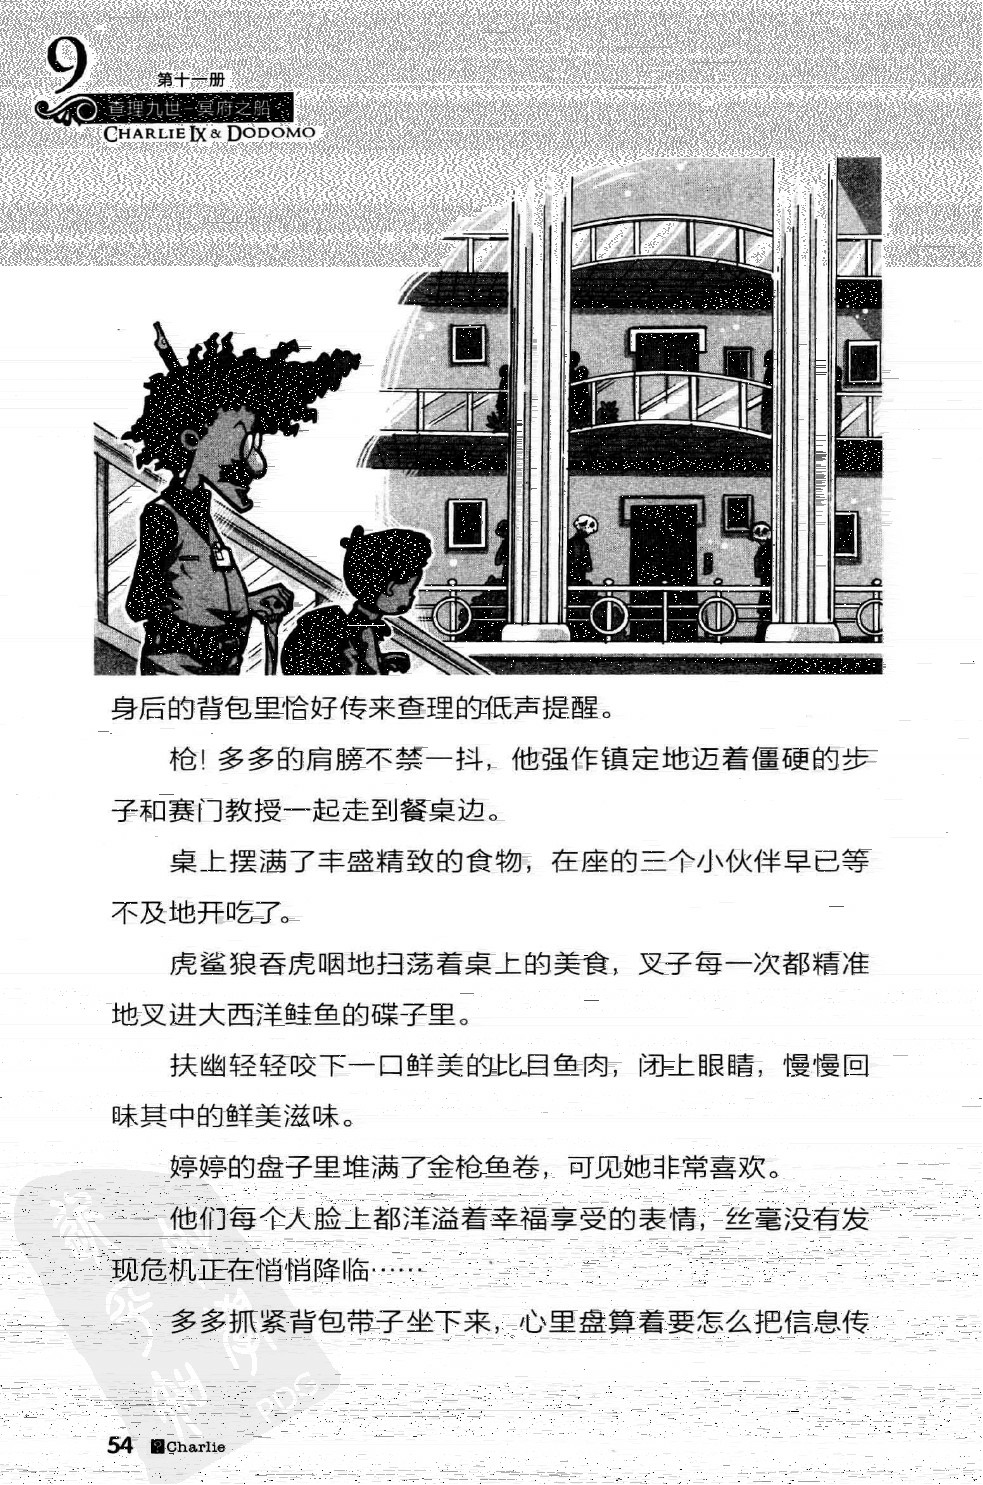 9
第十一册
查理九世-冥府之船
CHARLIE IX & DODOMO
身后的背包里恰好传来查理的低声提醒。
枪!多多的肩膀不禁一抖，他强作镇定地迈着僵硬的步
子和赛门教授一起走到餐桌边。
桌上摆满了丰盛精致的食物，在座的三个小伙伴早已等
不及地开吃了。
虎鲨狼吞虎咽地扫荡着桌上的美食，叉子每一次都精准
地叉进大西洋鲑鱼的碟子里。
扶幽轻轻咬下一口鲜美的比目鱼肉，闭上眼睛，慢慢回
味其中的鲜美滋味。
婷婷的盘子里堆满了金枪鱼卷，可见她非常喜欢。
他们每个人脸上都洋溢着幸福享受的表情，丝毫没有发
现危机正在悄悄降临……
多多抓紧背包带子坐下来，心里盘算着要怎么把信息传
PDS
54 Charlie